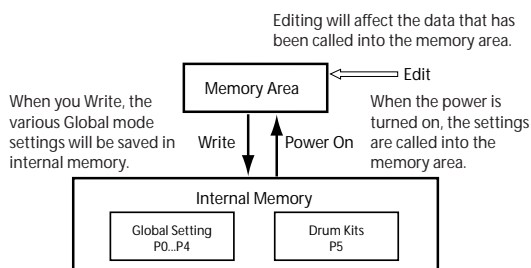 Editing will affect the data that has
been called into the memory area.
Memory Area
Edit
When you Write, the
various Global mode
settings will be saved in
internal memory.
Write
Power On
When the power is
turned on, the settings
are called into the
memory area.
Internal Memory
Global Setting
P0...P4
Drum Kits
P5